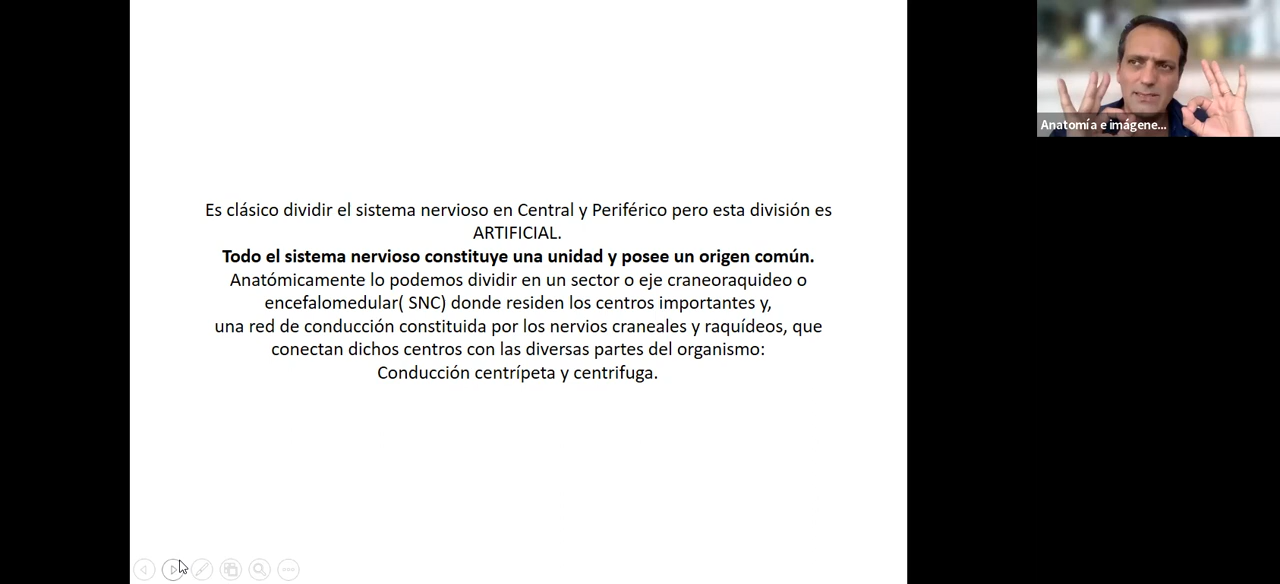 Es clásico dividir el sistema nervioso en Central y Periférico pero esta división es
ARTIFICIAL.
Todo el sistema nervioso constituye una unidad y posee un origen común.
Anatómicamente lo podemos dividir en un sector o eje craneoraquideo o
encefalomedular( SNC) donde residen los centros importantes y,
una red de conducción constituida por los nervios craneales y raquídeos, que
conectan dichos centros con las diversas partes del organismo:
Conducción centrípeta y centrifuga.
Anatomía e imágene...